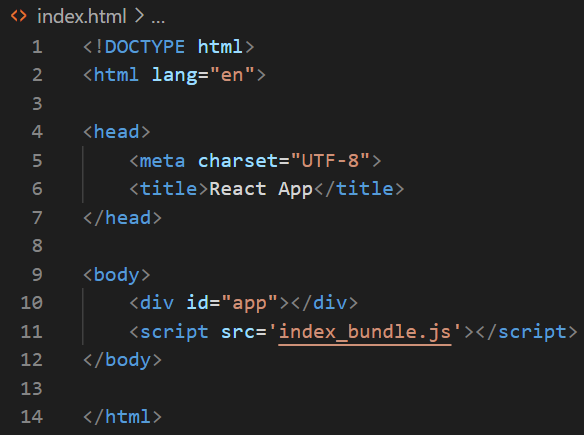 <> index.html > ...
1 <!DOCTYPE html>
2 <html lang="en">
3
4 <head>
5     <meta charset="UTF-8">
6     <title>React App</title>
7 </head>
8
9 <body>
10     <div id="app"></div>
11     <script src='index_bundle.js'></script>
12 </body>
13
14 </html>